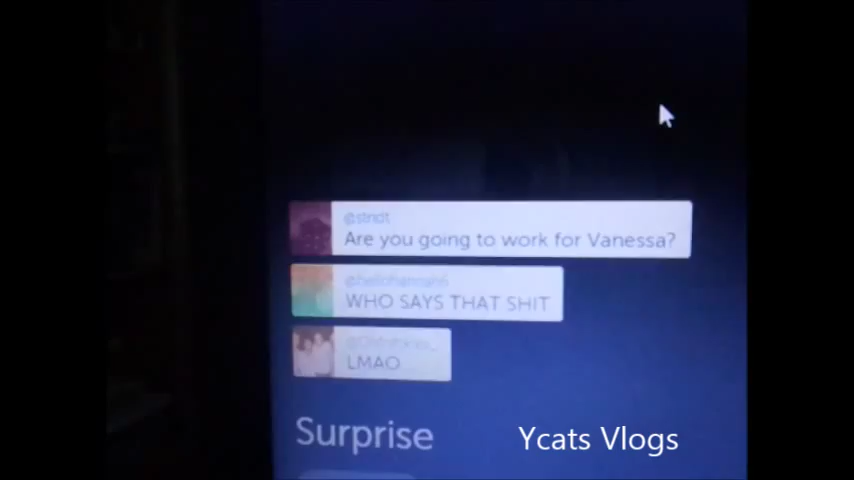 @stndt
Are you going to work for Vanessa?
WHO SAYS THAT SHIT
LMAO
Surprise
Ycats Vlogs